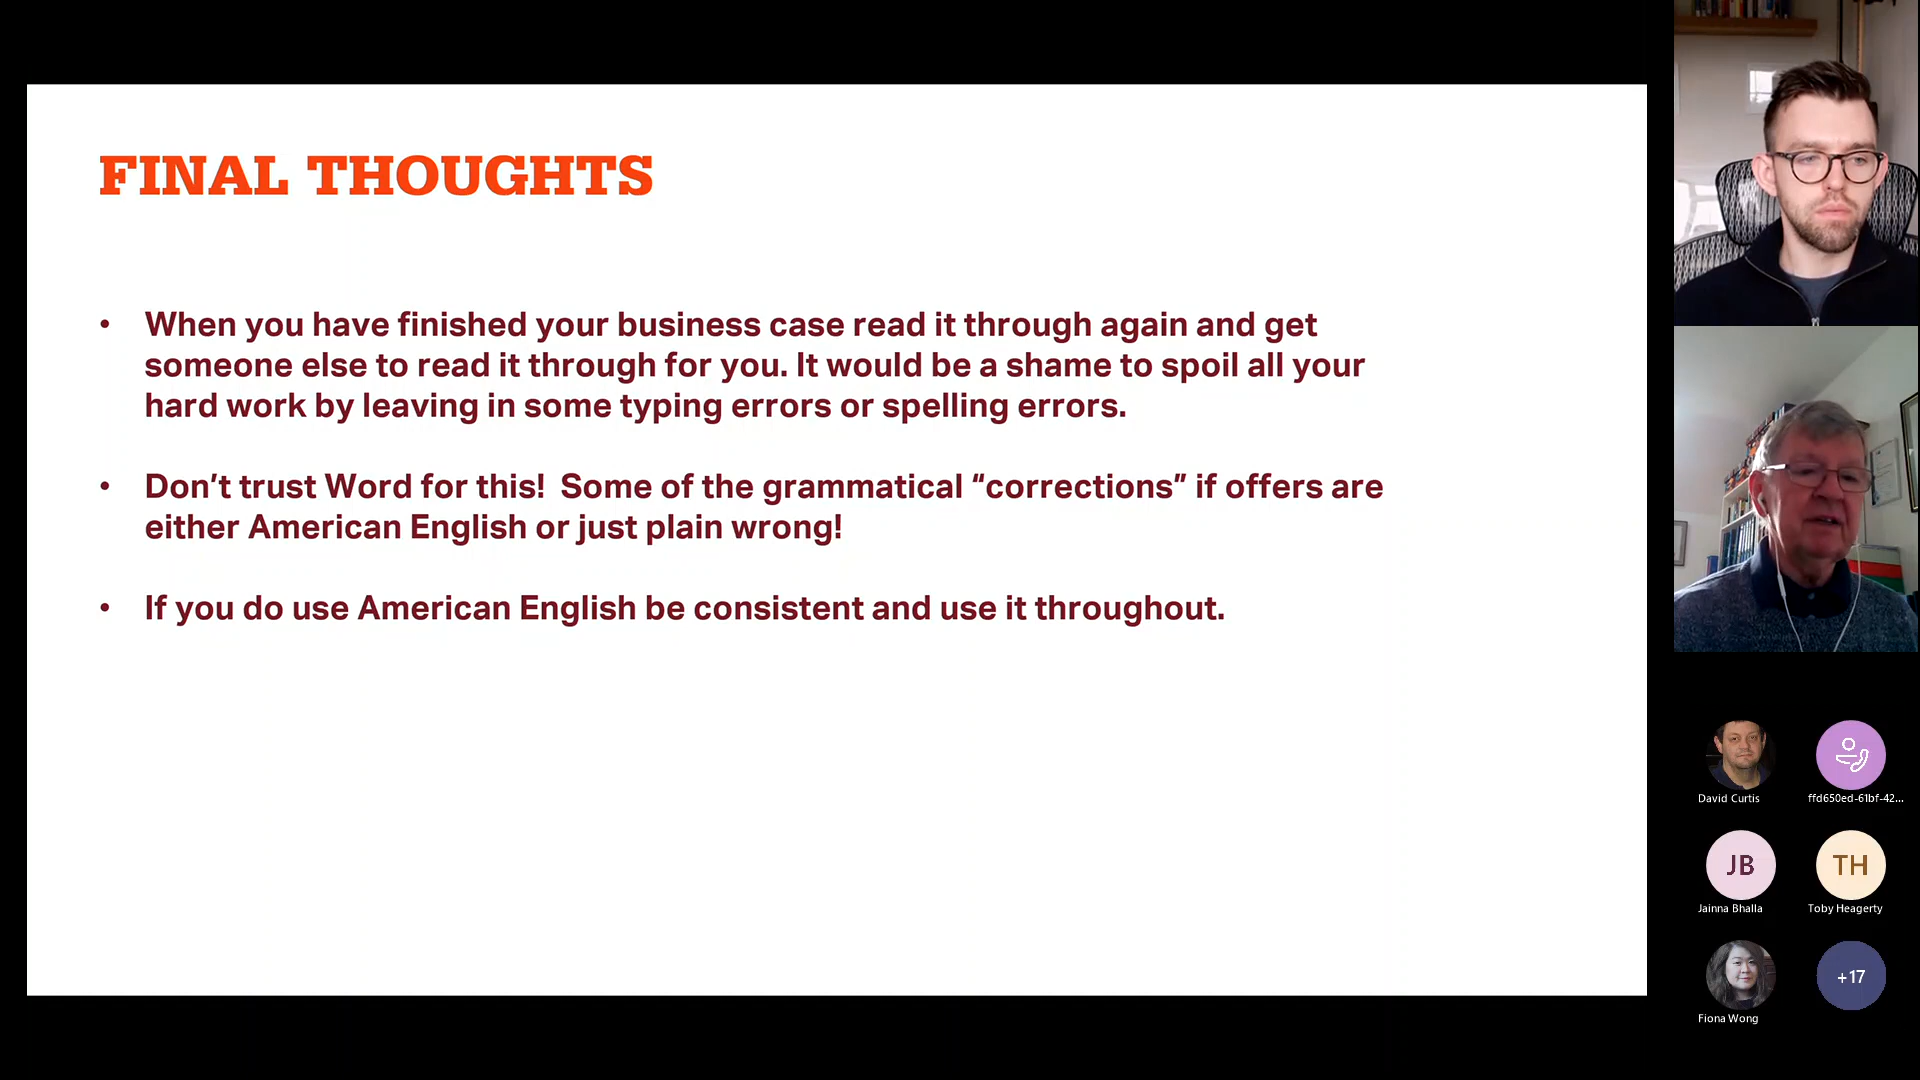 FINAL THOUGHTS
• When you have finished your business case read it through again and get
someone else to read it through for you. It would be a shame to spoil all your
hard work by leaving in some typing errors or spelling errors.
• Don’t trust Word for this!  Some of the grammatical “corrections” if offers are
either American English or just plain wrong!
• If you do use American English be consistent and use it throughout.
David Curtis
ffd650ed-61bf-42...
JB
Jainna Bhalla
TH
Toby Heagerty
Fiona Wong
+17